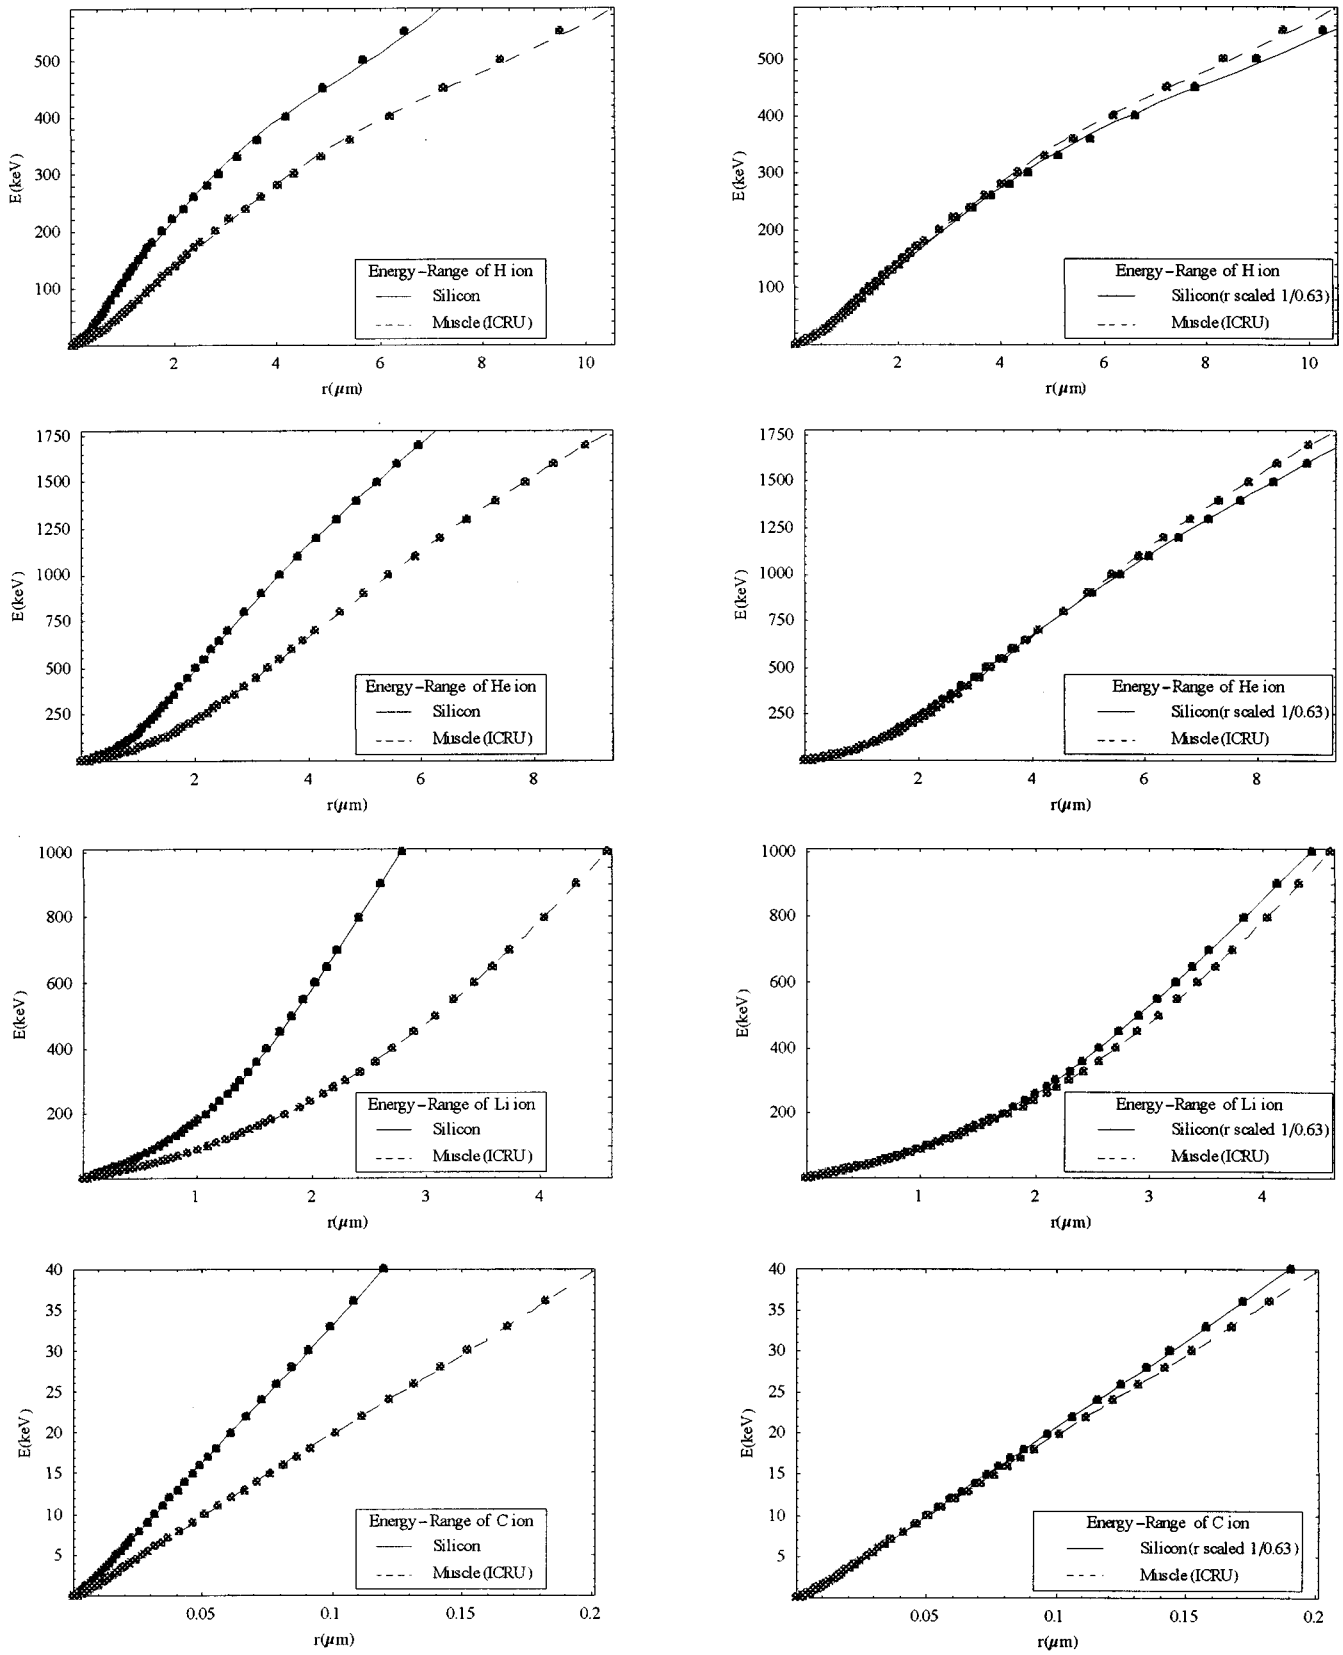 500
400
300
200
100
E(keV)
Energy-Range of H ion
Silicon
Muscle(ICRU)
2 4 6 8 10
r(μm)
500
400
300
200
100
E(keV)
Energy-Range of H ion
Silicon(r scaled 1/0.63)
Muscle(ICRU)
2 4 6 8 10
r(μm)
1750
1500
1250
1000
750
500
250
E(keV)
Energy-Range of He ion
Silicon
Muscle(ICRU)
2 4 6 8
r(μm)
1750
1500
1250
1000
750
500
250
E(keV)
Energy-Range of He ion
Silicon(r scaled 1/0.63)
Muscle(ICRU)
2 4 6 8
r(μm)
1000
800
600
400
200
E(keV)
Energy-Range of Li ion
Silicon
Muscle(ICRU)
1 2 3 4
r(μm)
1000
800
600
400
200
E(keV)
Energy-Range of Li ion
Silicon(r scaled 1/0.63)
Muscle(ICRU)
1 2 3 4
r(μm)
40
35
30
25
20
15
10
5
E(keV)
Energy-Range of C ion
Silicon
Muscle(ICRU)
0.05 0.1 0.15 0.2
r(μm)
40
35
30
25
20
15
10
5
E(keV)
Energy-Range of C ion
Silicon(r scaled 1/0.63)
Muscle(ICRU)
0.05 0.1 0.15 0.2
r(μm)